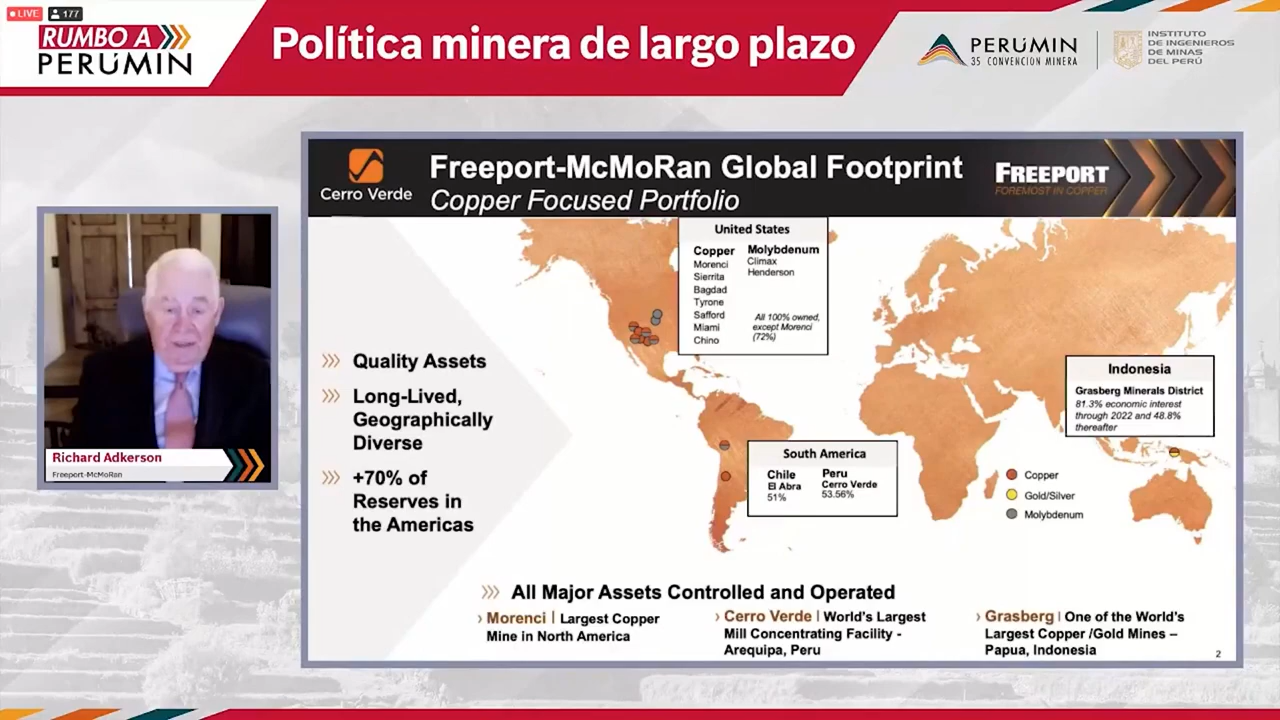 LIVE
177
RUMBO A
PERÚMIN
Política minera de largo plazo
PERÚMIN
35 CONVENCIÓN MINERA
INSTITUTO
DE INGENIEROS
DE MINAS
DEL PERÚ
Cerro Verde
Freeport-McMoRan Global Footprint
Copper Focused Portfolio
FREEPORT
FOREMOST IN COPPER
Richard Adkerson
Freeport-McMoRan
Quality Assets
Long-Lived,
Geographically
Diverse
+70% of
Reserves in
the Americas
United States
Copper
Morenci
Sierrita
Bagdad
Tyrone
Safford
Miami
Chino
Molybdenum
Climax
Henderson
All 100% owned,
except Morenci
(72%)
South America
Chile
El Abra
51%
Peru
Cerro Verde
53.56%
Indonesia
Grasberg Minerals District
81.3% economic interest
through 2022 and 48.8%
thereafter
Copper
Gold/Silver
Molybdenum
All Major Assets Controlled and Operated
Morenci | Largest Copper
Mine in North America
Cerro Verde | World's Largest
Mill Concentrating Facility -
Arequipa, Peru
Grasberg | One of the World's
Largest Copper /Gold Mines –
Papua, Indonesia
2